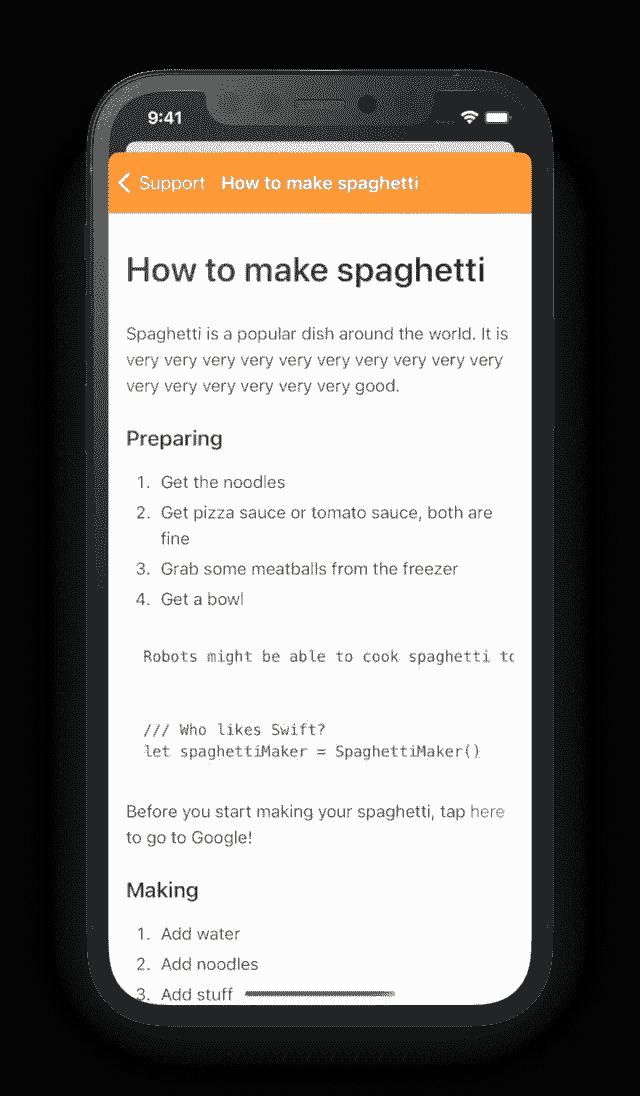 9:41
Support How to make spaghetti
How to make spaghetti
Spaghetti is a popular dish around the world. It is
very very very very very very very very very very
very very very very very very good.
Preparing
1. Get the noodles
2. Get pizza sauce or tomato sauce, both are
fine
3. Grab some meatballs from the freezer
4. Get a bowl
Robots might be able to cook spaghetti to
/// Who likes Swift?
let spaghettiMaker = SpaghettiMaker()
Before you start making your spaghetti, tap here
to go to Google!
Making
1. Add water
2. Add noodles
3. Add stuff